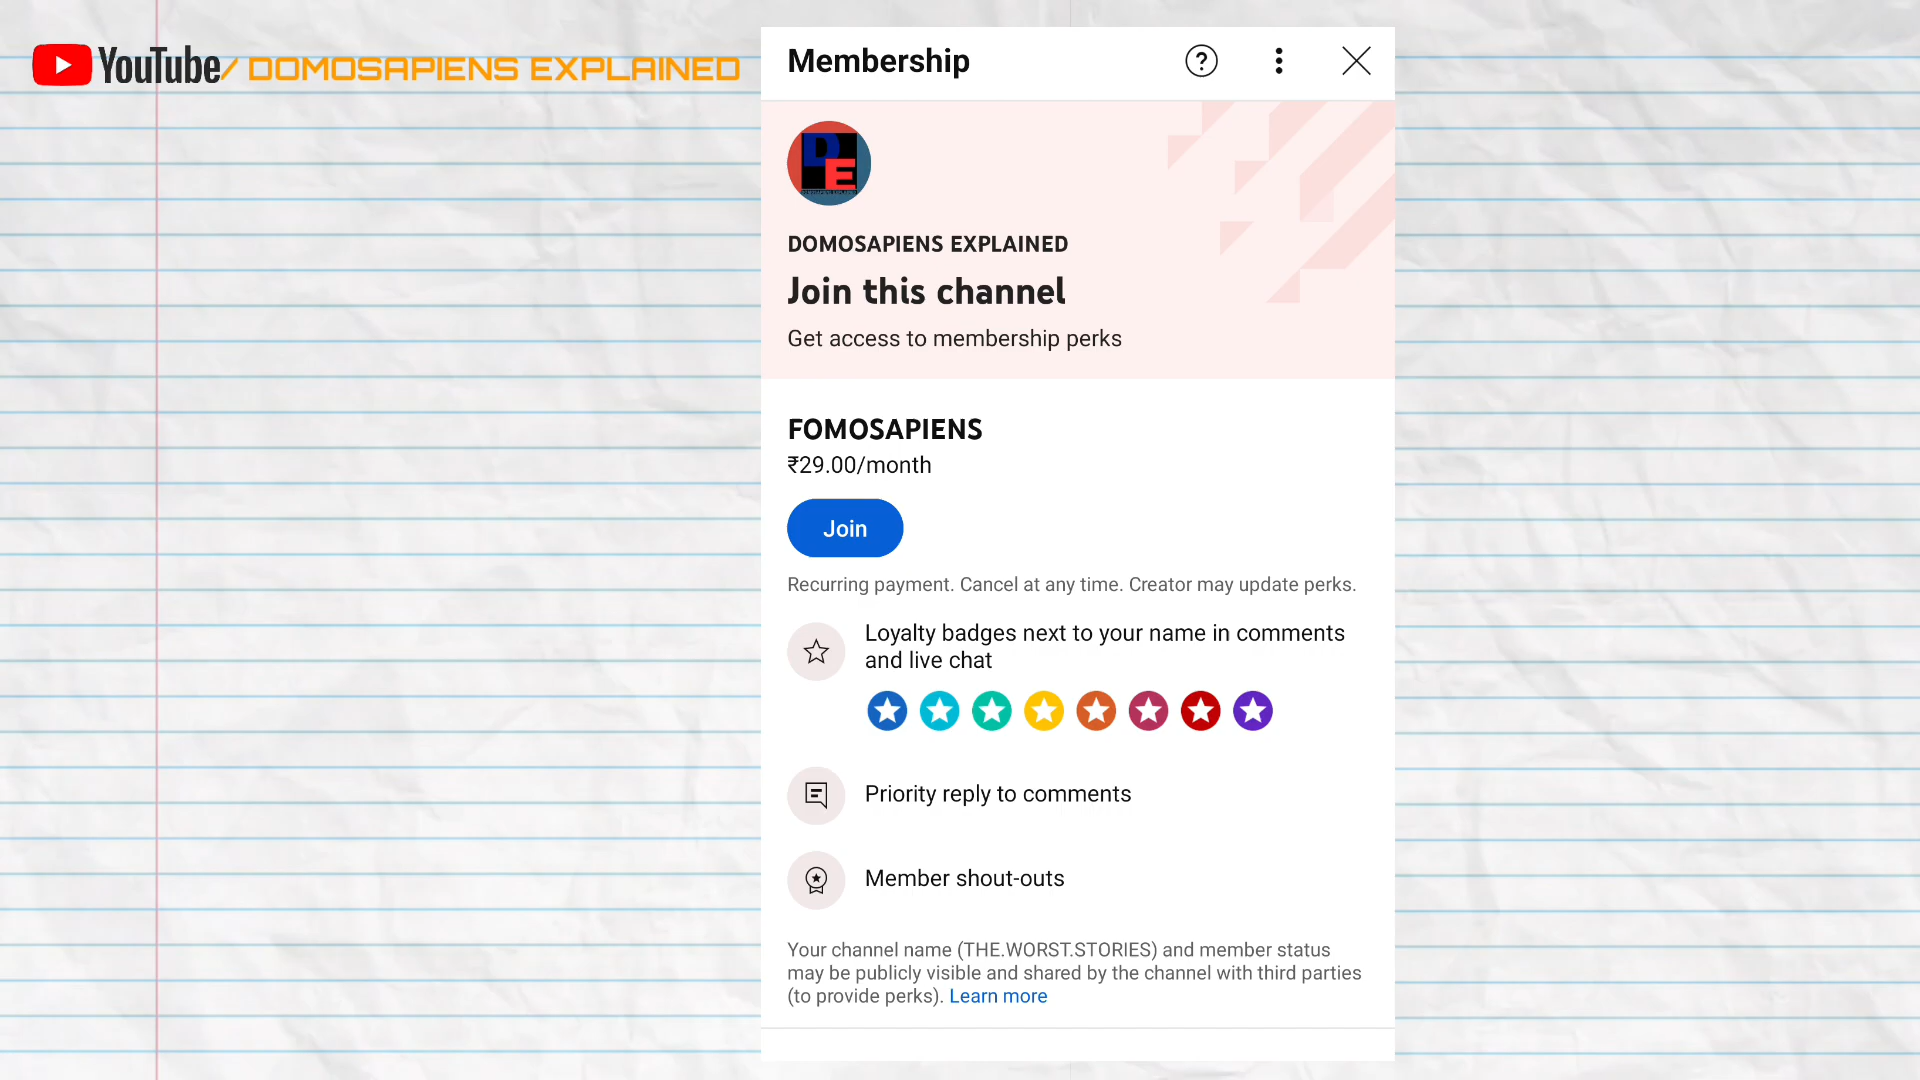 YouTube/ DOMOSAPIENS EXPLAINED
Membership
DE
DOMOSAPIENS EXPLAINED
Join this channel
Get access to membership perks
FOMOSAPIENS
₹29.00/month
Join
Recurring payment. Cancel at any time. Creator may update perks.
Loyalty badges next to your name in comments
and live chat
Priority reply to comments
Member shout-outs
Your channel name (THE.WORST.STORIES) and member status
may be publicly visible and shared by the channel with third parties
(to provide perks). Learn more